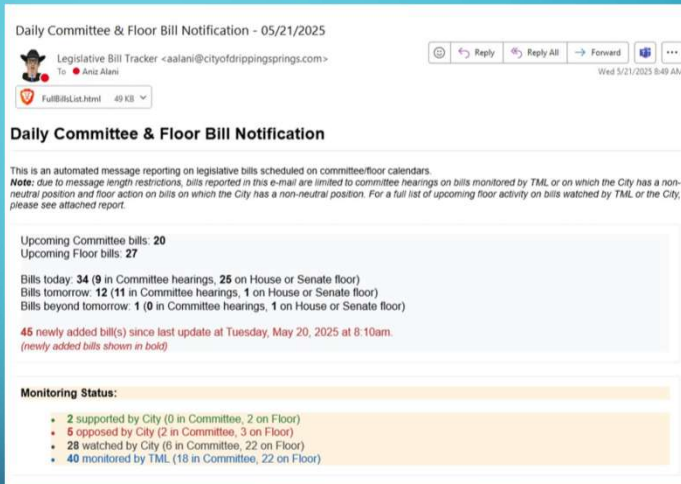 Daily Committee & Floor Bill Notification - 05/21/2025
Legislative Bill Tracker <aalani@cityofdrippingsprings.com>
To Aniz Alani
Reply Reply All Forward ...
Wed 5/21/2025 8:49 AM
FullBillsList.html 49 KB
Daily Committee & Floor Bill Notification
This is an automated message reporting on legislative bills scheduled on committee/floor calendars.
Note: due to message length restrictions, bills reported in this e-mail are limited to committee hearings on bills monitored by TML or on which the City has a non-
neutral position and floor action on bills on which the City has a non-neutral position. For a full list of upcoming floor activity on bills watched by TML or the City,
please see attached report.
Upcoming Committee bills: 20
Upcoming Floor bills: 27
Bills today: 34 (9 in Committee hearings, 25 on House or Senate floor)
Bills tomorrow: 12 (11 in Committee hearings, 1 on House or Senate floor)
Bills beyond tomorrow: 1 (0 in Committee hearings, 1 on House or Senate floor)
45 newly added bill(s) since last update at Tuesday, May 20, 2025 at 8:10am.
(newly added bills shown in bold)
Monitoring Status:
• 2 supported by City (0 in Committee, 2 on Floor)
• 5 opposed by City (2 in Committee, 3 on Floor)
• 28 watched by City (6 in Committee, 22 on Floor)
• 40 monitored by TML (18 in Committee, 22 on Floor)